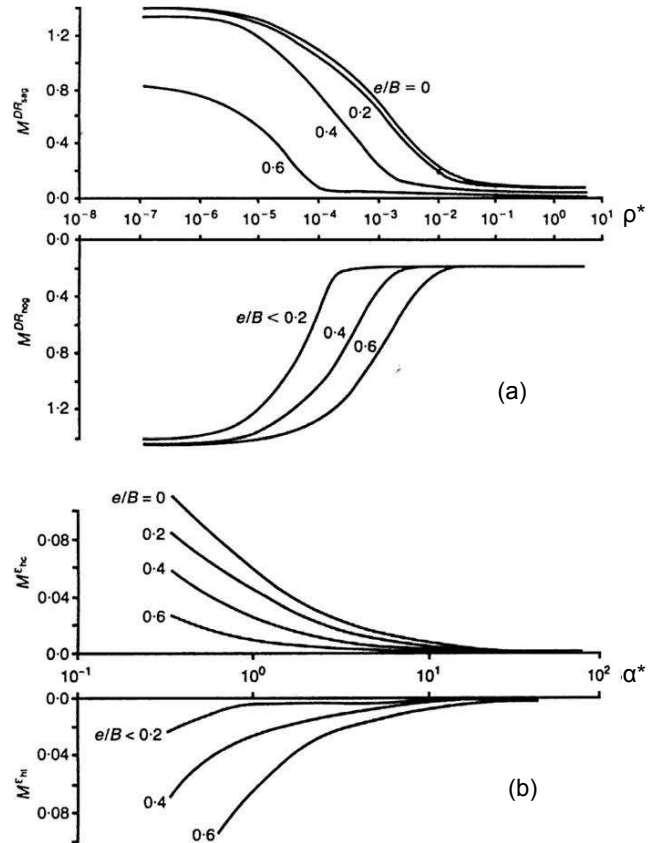 1·2
0·8
0·4
0·0
M^DR_sag
e/B = 0
0.2
0.4
0.6
10^-8 10^-7 10^-6 10^-5 10^-4 10^-3 10^-2 10^-1 10^0 10^1 ρ*
0·0
0·4
0·8
1·2
M^DR_hog
e/B < 0·2
0·4
0·6
(a)
0·08
0·04
0·0
M^ε_hc
e/B = 0
0·2
0·4
0·6
10^-1 10^0 10^1 10^2 α*
0·0
0·04
0·08
M^ε_ht
e/B < 0·2
0·4
0·6
(b)